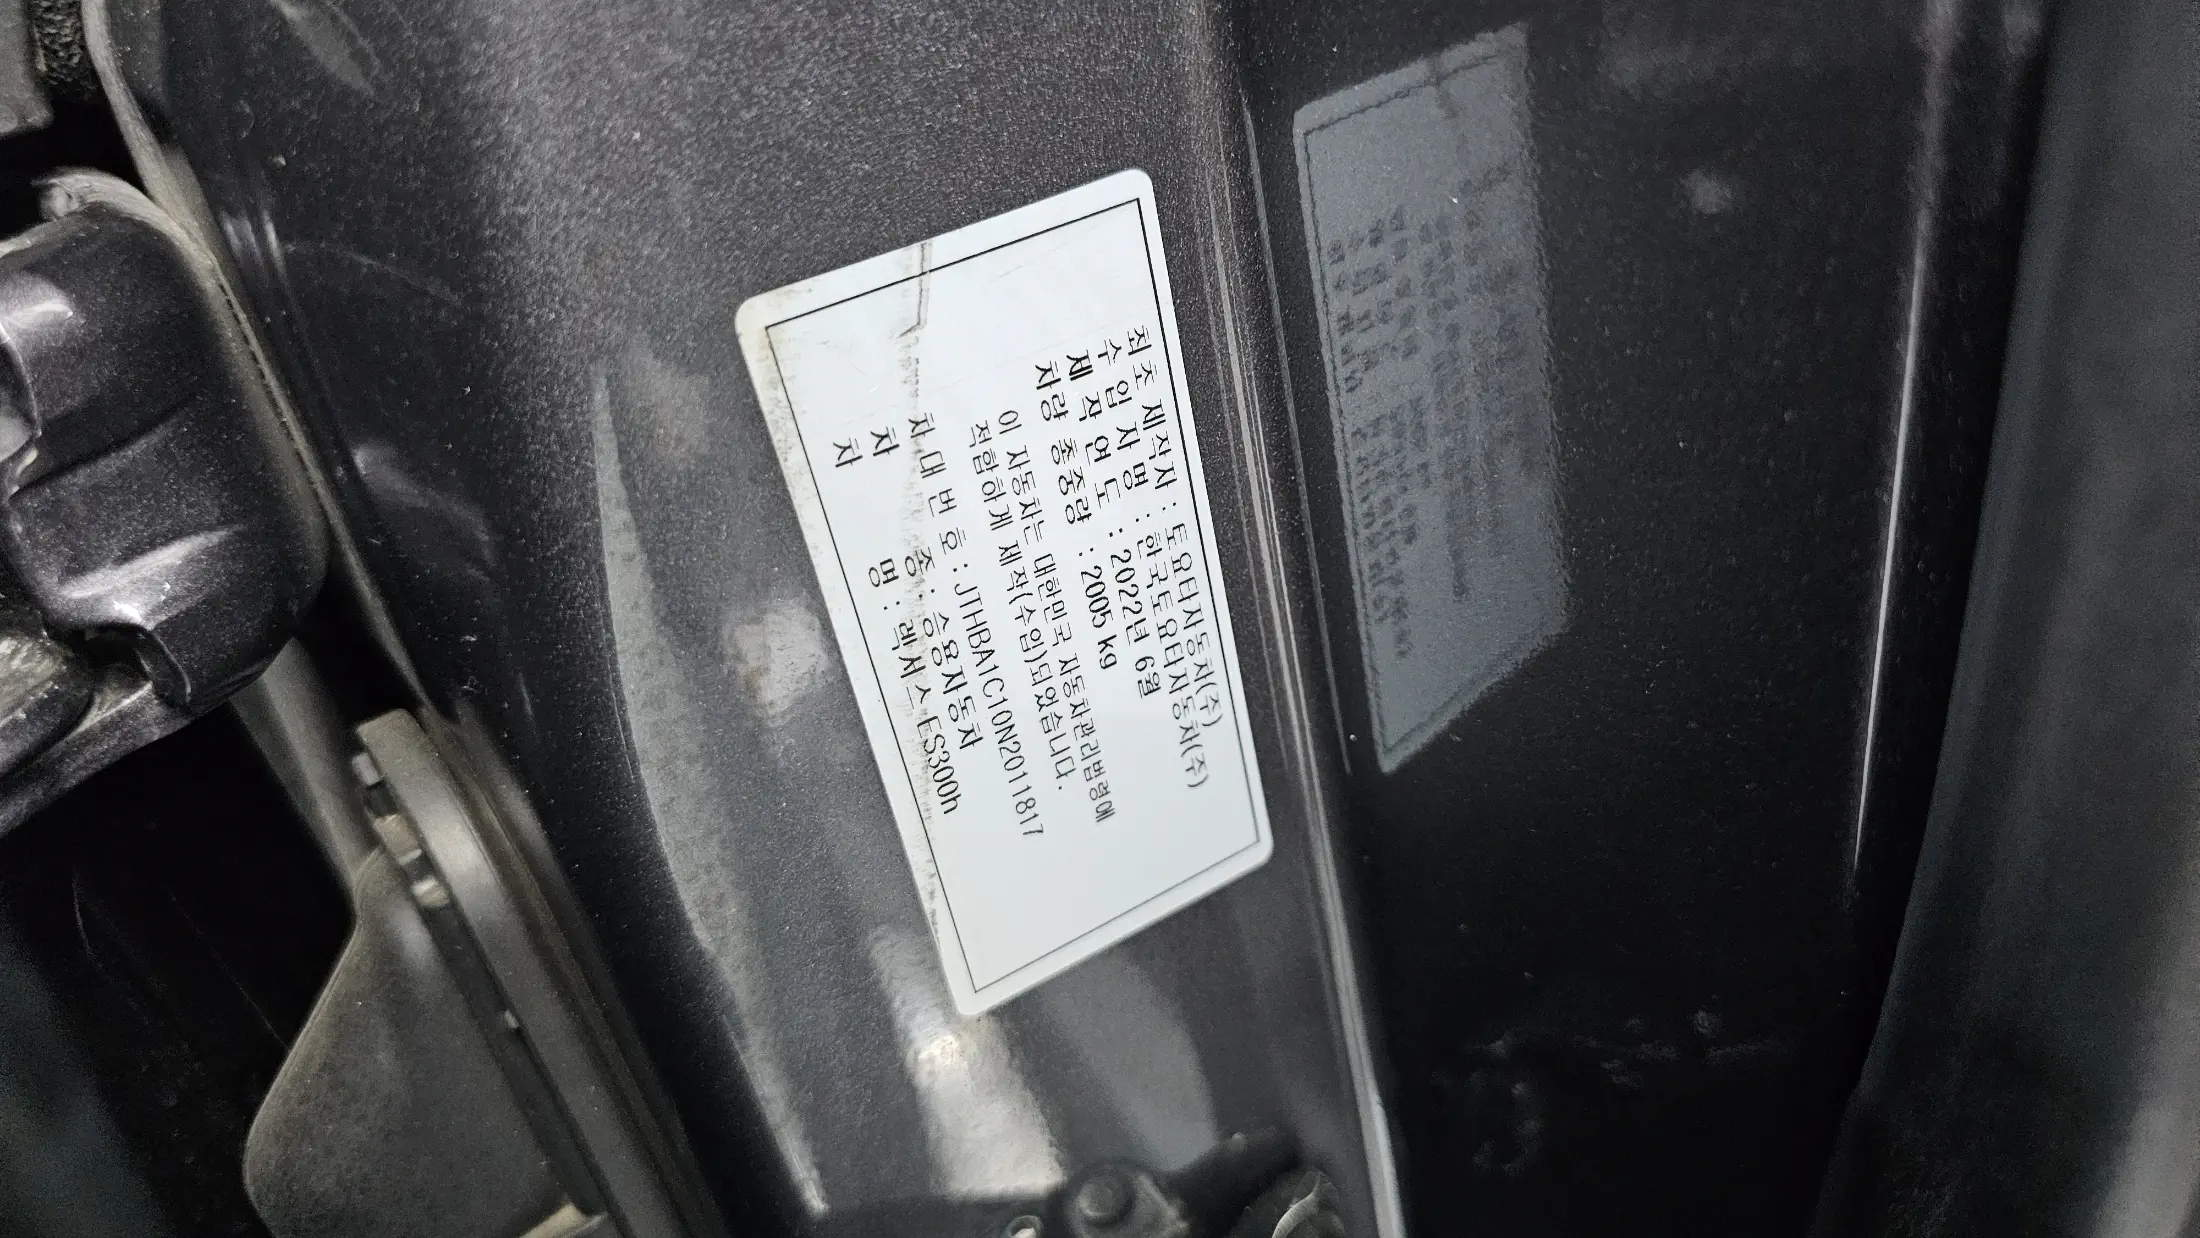 최초 제작자 : 토요타자동차(주)
수 입 자 명 : 한국토요타자동차(주)
제 작 연 도 : 2022년 6월
차량 총중량 : 2005 kg
이 자동차는 대한민국 자동차관리법령에
적합하게 제작(수입)되었습니다.
차 대 번 호 : JTHBA1C10N2011817
차 종 : 승용자동차
차 명 : 렉서스 ES300h